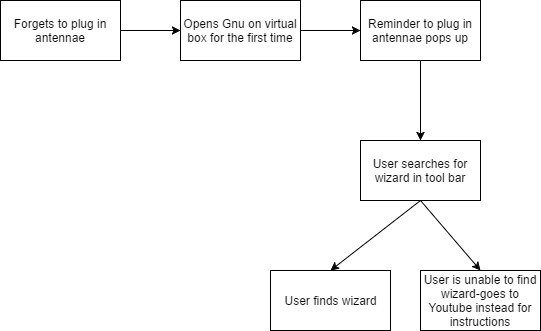 Forgets to plug in
antennae
Opens Gnu on virtual
box for the first time
Reminder to plug in
antennae pops up
User searches for
wizard in tool bar
User finds wizard
User is unable to find
wizard-goes to
Youtube instead for
instructions